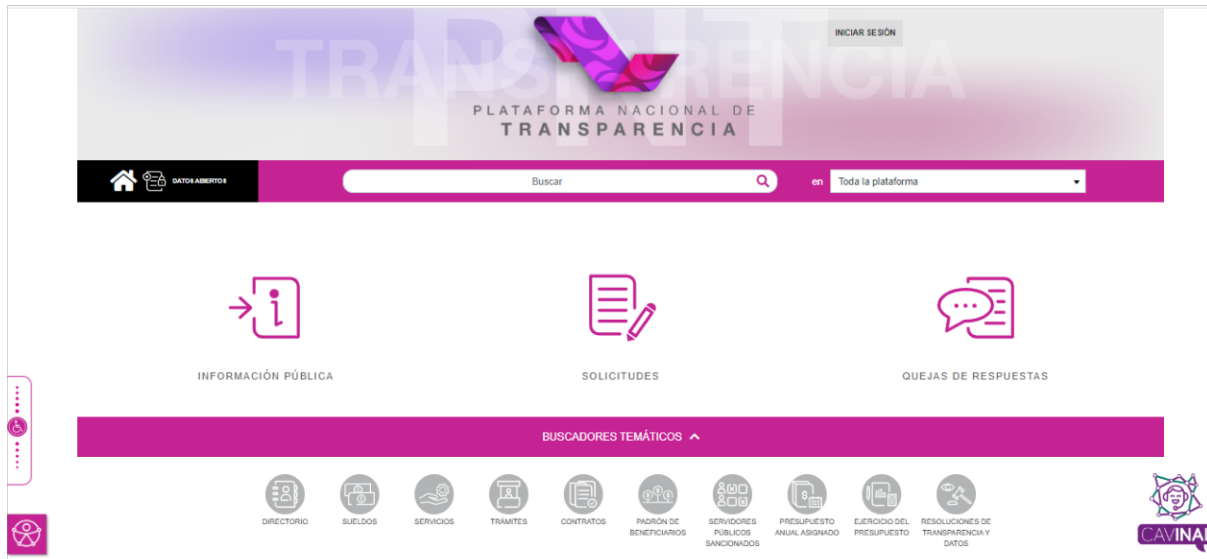 PNT
TRANSPARENCIA
INICIAR SESIÓN
PLATAFORMA NACIONAL DE
TRANSPARENCIA
DATOS ABIERTOS
Buscar
en
Toda la plataforma
INFORMACIÓN PÚBLICA
SOLICITUDES
QUEJAS DE RESPUESTAS
BUSCADORES TEMÁTICOS
DIRECTORIO
SUELDOS
SERVICIOS
TRÁMITES
CONTRATOS
PADRÓN DE
BENEFICIARIOS
SERVIDORES
PÚBLICOS
SANCIONADOS
PRESUPUESTO
ANUAL ASIGNADO
EJERCICIO DEL
PRESUPUESTO
RESOLUCIONES DE
TRANSPARENCIA Y
DATOS
CAVINAI